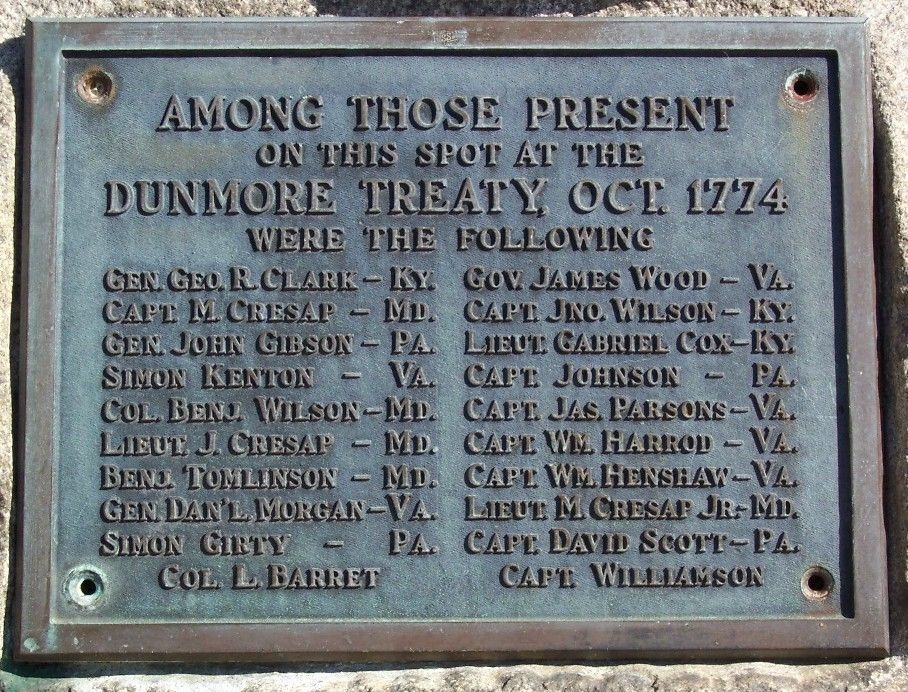 AMONG THOSE PRESENT
ON THIS SPOT AT THE
DUNMORE TREATY, OCT. 1774
WERE THE FOLLOWING
GEN. GEO. R. CLARK – KY.
CAPT. M. CRESAP – MD.
GEN. JOHN GIBSON – PA.
SIMON KENTON – VA.
COL. BENJ. WILSON – MD.
LIEUT. J. CRESAP – MD.
BENJ. TOMLINSON – MD.
GEN. DAN'L. MORGAN – VA.
SIMON GIRTY – PA.
COL. L. BARRET
GOV. JAMES WOOD – VA.
CAPT. JNO. WILSON – KY.
LIEUT. GABRIEL COX – KY.
CAPT. JOHNSON – PA.
CAPT. JAS. PARSONS – VA.
CAPT. WM. HARROD – VA.
CAPT. WM. HENSHAW – VA.
LIEUT. M. CRESAP JR. – MD.
CAPT. DAVID SCOTT – PA.
CAPT. WILLIAMSON